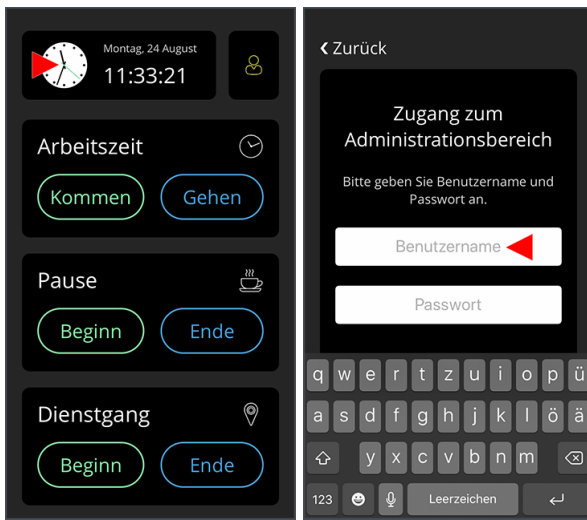 Montag, 24 August
11:33:21
Arbeitszeit
Kommen
Gehen
Pause
Beginn
Ende
Dienstgang
Beginn
Ende
Zurück
Zugang zum
Administrationsbereich
Bitte geben Sie Benutzername und
Passwort an.
Benutzername
Passwort
q w e r t z u i o p ü
a s d f g h j k l ö ä
y x c v b n m
123 Leerzeichen